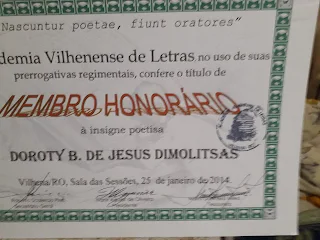 Nascuntur poetae, fiunt oratores”
demia Vilhenense de Letras, no uso de suas
prerrogativas regimentais, confere o título de
MEMBRO HONORÁRIO
à insigne poetisa
DOROTY B. DE JESUS DIMOLITSAS
Vilhena/RO, Sala das Sessões, 25 de janeiro de 2014.